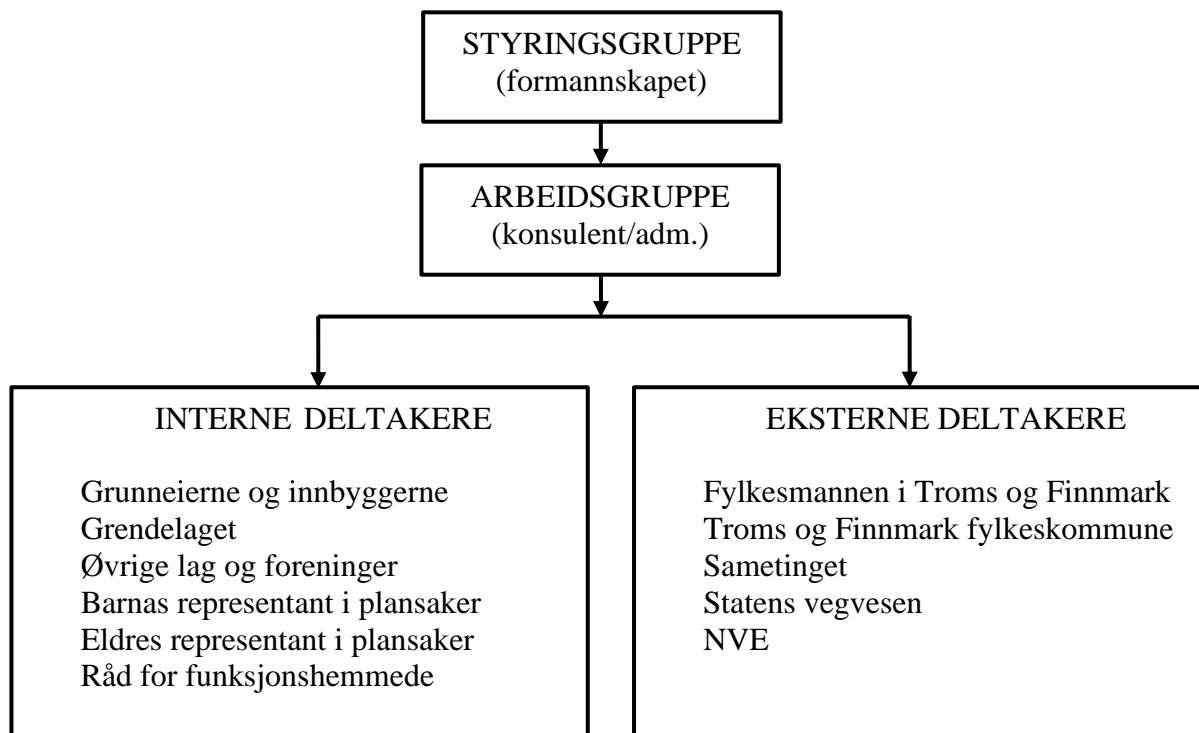 STYRINGSGRUPPE
(formannskapet)
ARBEIDSGRUPPE
(konsulent/adm.)
INTERNE DELTAKERE
Grunneierne og innbyggerne
Grendelaget
Øvrige lag og foreninger
Barnas representant i plansaker
Eldres representant i plansaker
Råd for funksjonshemmede
EKSTERNE DELTAKERE
Fylkesmannen i Troms og Finnmark
Troms og Finnmark fylkeskommune
Sametinget
Statens vegvesen
NVE